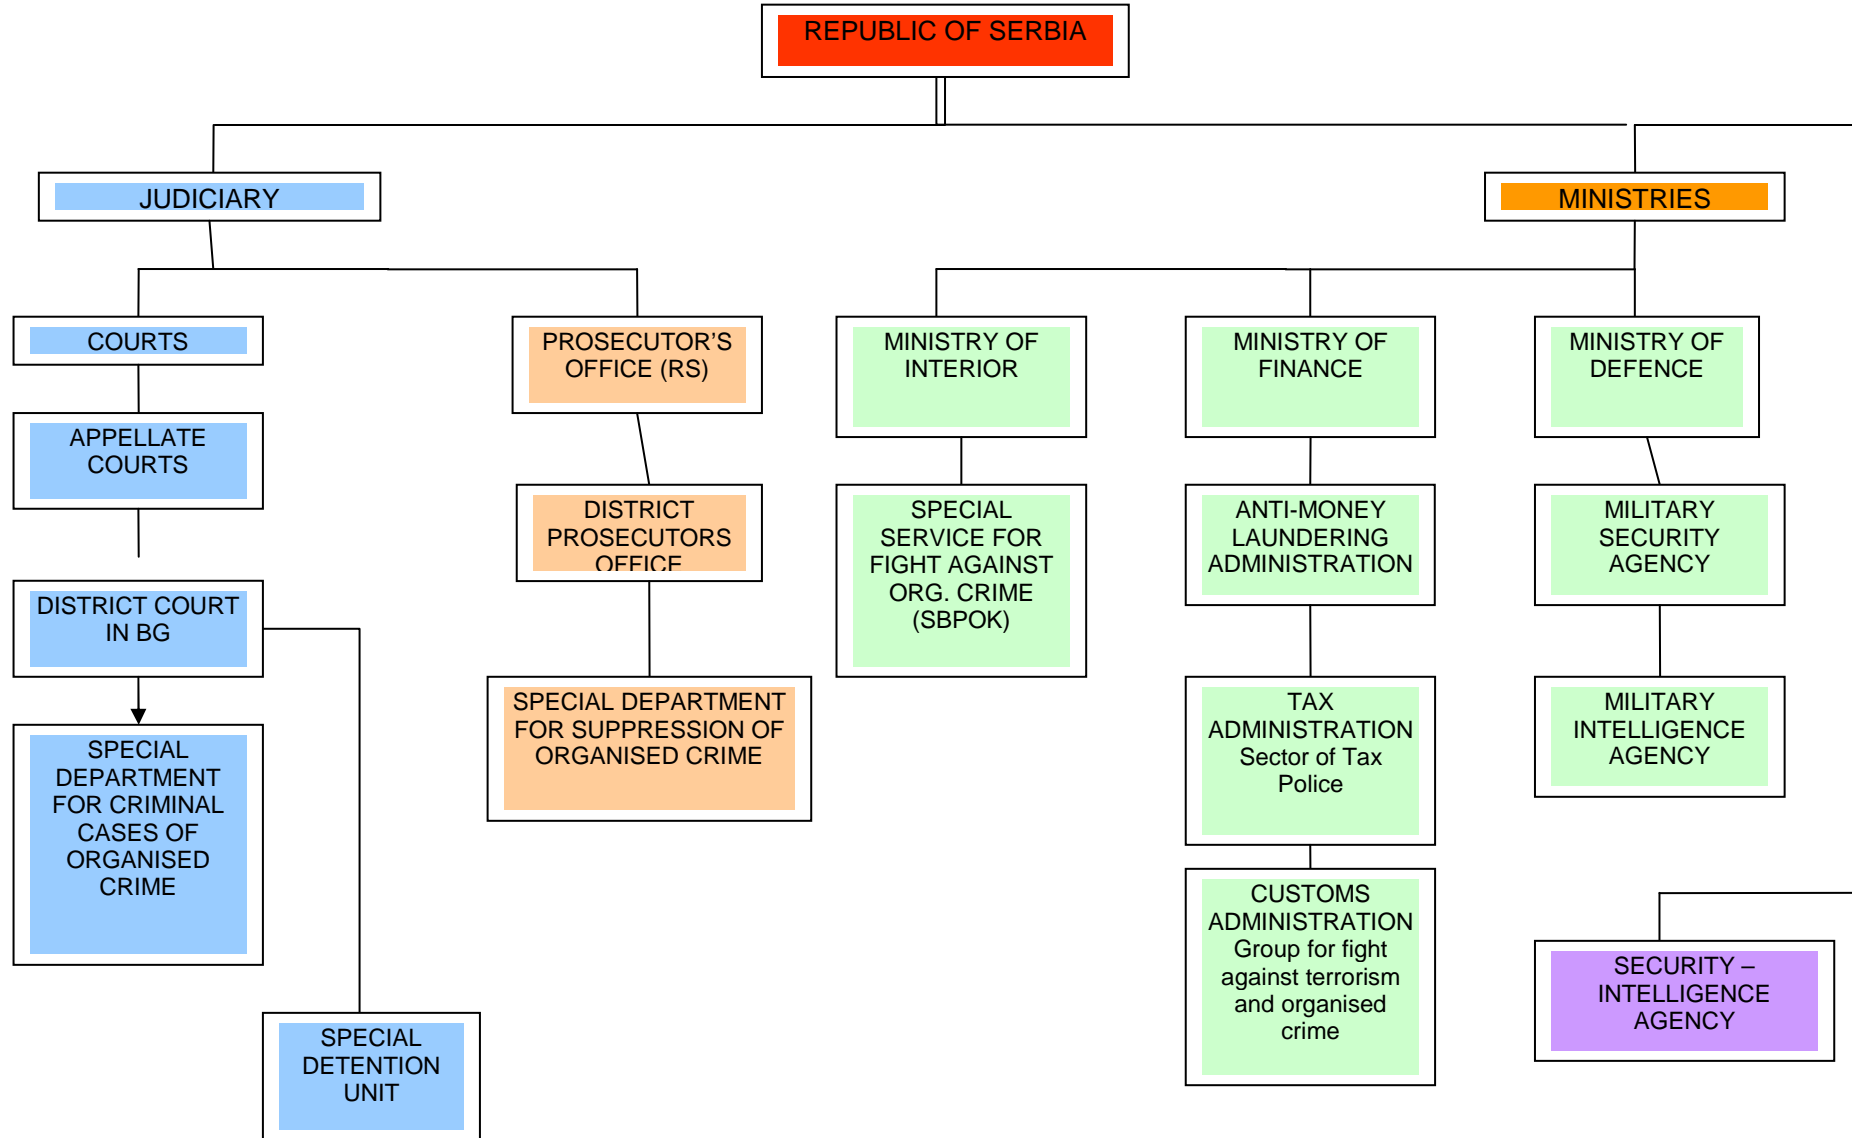 REPUBLIC OF SERBIA
JUDICIARY
MINISTRIES
COURTS
PROSECUTOR'S
OFFICE (RS)
MINISTRY OF
INTERIOR
MINISTRY OF
FINANCE
MINISTRY OF
DEFENCE
APPELLATE
COURTS
DISTRICT
PROSECUTORS
OFFICE
SPECIAL
SERVICE FOR
FIGHT AGAINST
ORG. CRIME
(SBPOK)
ANTI-MONEY
LAUNDERING
ADMINISTRATION
MILITARY
SECURITY
AGENCY
DISTRICT COURT
IN BG
SPECIAL DEPARTMENT
FOR SUPPRESSION OF
ORGANISED CRIME
TAX
ADMINISTRATION
Sector of Tax
Police
MILITARY
INTELLIGENCE
AGENCY
SPECIAL
DEPARTMENT
FOR CRIMINAL
CASES OF
ORGANISED
CRIME
CUSTOMS
ADMINISTRATION
Group for fight
against terrorism
and organised
crime
SECURITY –
INTELLIGENCE
AGENCY
SPECIAL
DETENTION
UNIT